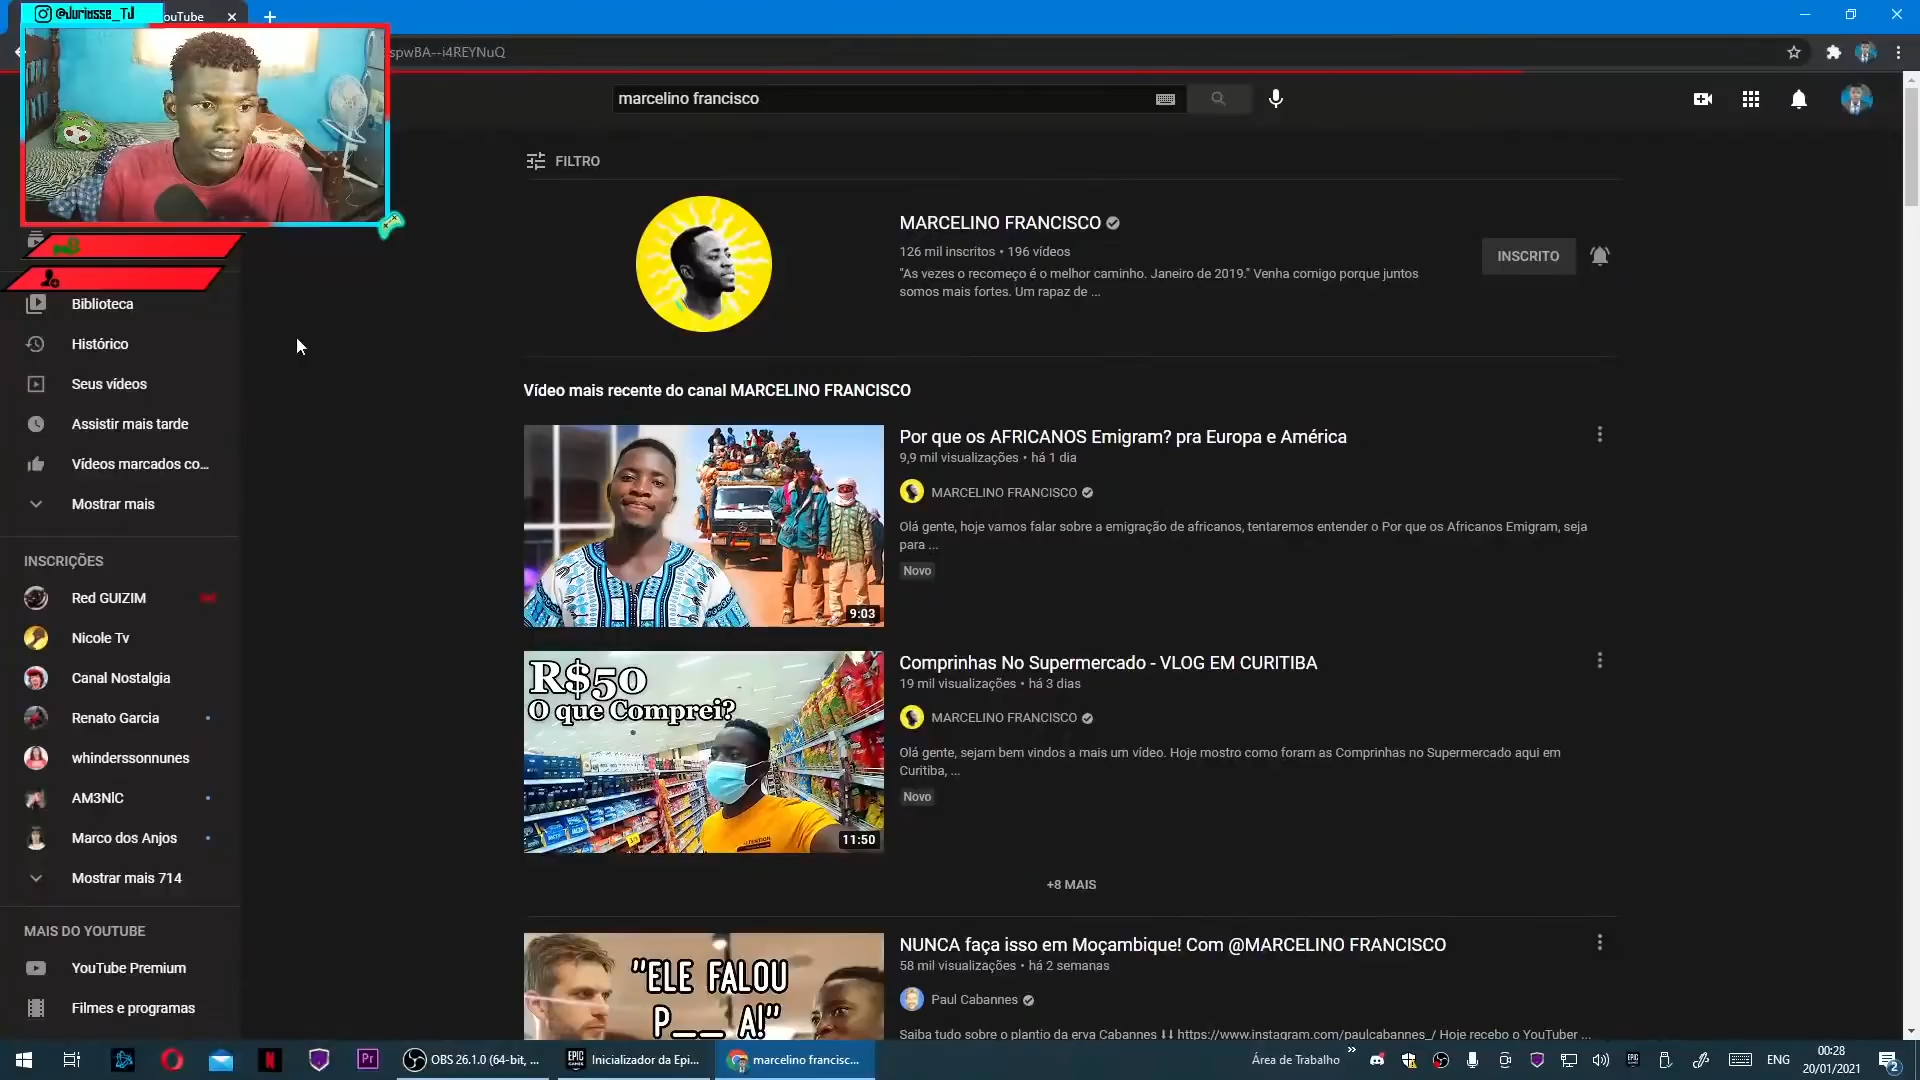 @Juriasse_TJ
ouTube
spwBA--i4REYNuQ
marcelino francisco
FILTRO
MARCELINO FRANCISCO
126 mil inscritos • 196 vídeos
"As vezes o recomeço é o melhor caminho. Janeiro de 2019." Venha comigo porque juntos
somos mais fortes. Um rapaz de ...
INSCRITO
Biblioteca
Histórico
Seus vídeos
Assistir mais tarde
Vídeos marcados co...
Mostrar mais
INSCRIÇÕES
Red GUIZIM
Nicole Tv
Canal Nostalgia
Renato Garcia
whinderssonnunes
AM3NIC
Marco dos Anjos
Mostrar mais 714
MAIS DO YOUTUBE
YouTube Premium
Filmes e programas
Vídeo mais recente do canal MARCELINO FRANCISCO
9:03
Por que os AFRICANOS Emigram? pra Europa e América
9,9 mil visualizações • há 1 dia
MARCELINO FRANCISCO
Olá gente, hoje vamos falar sobre a emigração de africanos, tentaremos entender o Por que os Africanos Emigram, seja
para ...
Novo
R$50
O que Comprei?
11:50
Comprinhas No Supermercado - VLOG EM CURITIBA
19 mil visualizações • há 3 dias
MARCELINO FRANCISCO
Olá gente, sejam bem vindos a mais um vídeo. Hoje mostro como foram as Comprinhas no Supermercado aqui em
Curitiba, ...
Novo
+8 MAIS
"ELE FALOU
P__ A!"
NUNCA faça isso em Moçambique! Com @MARCELINO FRANCISCO
58 mil visualizações • há 2 semanas
Paul Cabannes
Saiba tudo sobre o plantio da erva Cabannes ⬇⬇ https://www.instagram.com/paulcabannes_/ Hoje recebo o YouTuber ...
N
Pr
OBS 26.1.0 (64-bit, ...
EPIC
GAMES
Inicializador da Epi...
marcelino francisc...
Área de Trabalho
ENG
00:28
20/01/2021
2